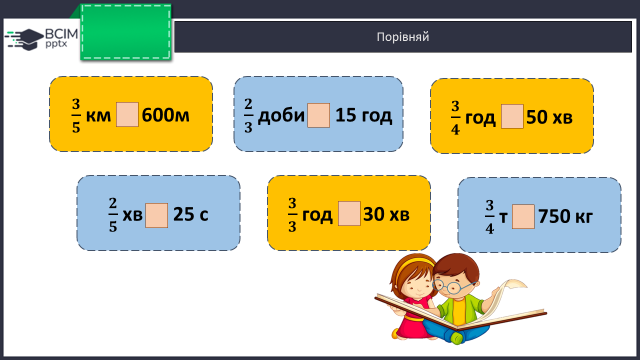 BCIM
pptx
Порівняй
3/5 км 600м
2/3 доби 15 год
3/4 год 50 хв
2/5 хв 25 с
3/3 год 30 хв
3/4 т 750 кг